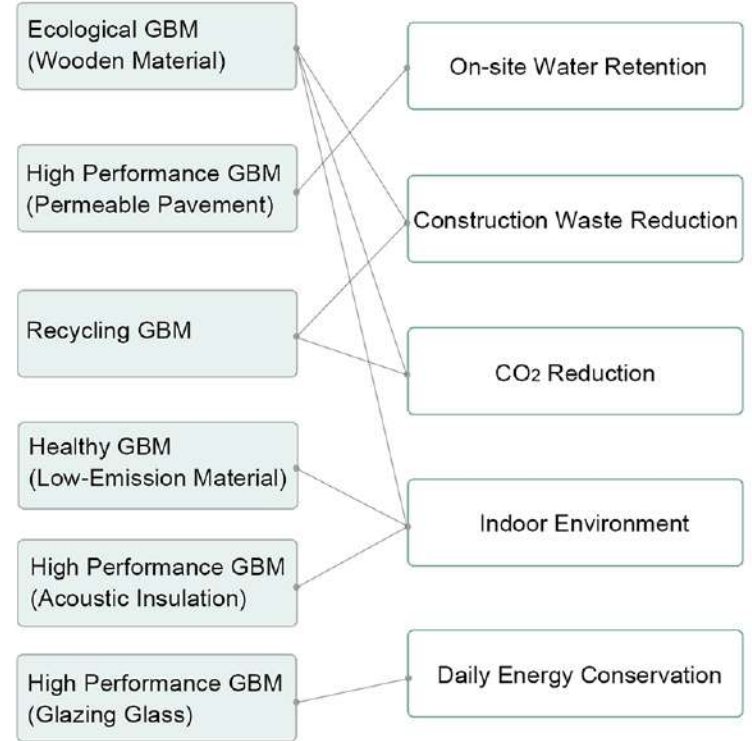 Ecological GBM
(Wooden Material)
High Performance GBM
(Permeable Pavement)
Recycling GBM
Healthy GBM
(Low-Emission Material)
High Performance GBM
(Acoustic Insulation)
High Performance GBM
(Glazing Glass)
On-site Water Retention
Construction Waste Reduction
CO₂ Reduction
Indoor Environment
Daily Energy Conservation